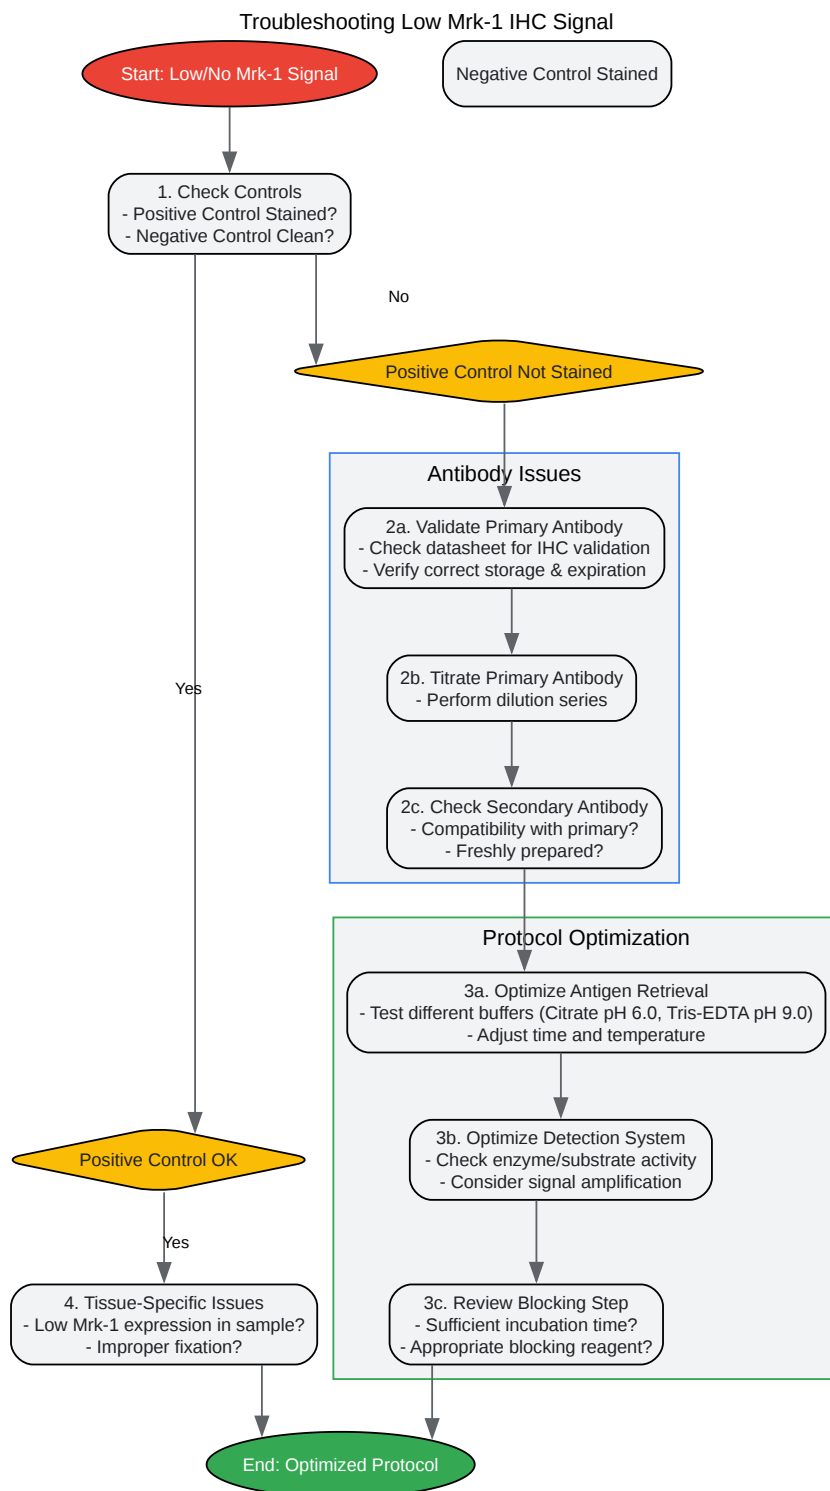 Troubleshooting Low Mrk-1 IHC Signal
Start: Low/No Mrk-1 Signal
Negative Control Stained
1. Check Controls
- Positive Control Stained?
- Negative Control Clean?
No
Positive Control Not Stained
Antibody Issues
2a. Validate Primary Antibody
- Check datasheet for IHC validation
- Verify correct storage & expiration
2b. Titrate Primary Antibody
- Perform dilution series
Yes
2c. Check Secondary Antibody
- Compatibility with primary?
- Freshly prepared?
Protocol Optimization
3a. Optimize Antigen Retrieval
- Test different buffers (Citrate pH 6.0, Tris-EDTA pH 9.0)
- Adjust time and temperature
3b. Optimize Detection System
- Check enzyme/substrate activity
- Consider signal amplification
Positive Control OK
Yes
4. Tissue-Specific Issues
- Low Mrk-1 expression in sample?
- Improper fixation?
3c. Review Blocking Step
- Sufficient incubation time?
- Appropriate blocking reagent?
End: Optimized Protocol